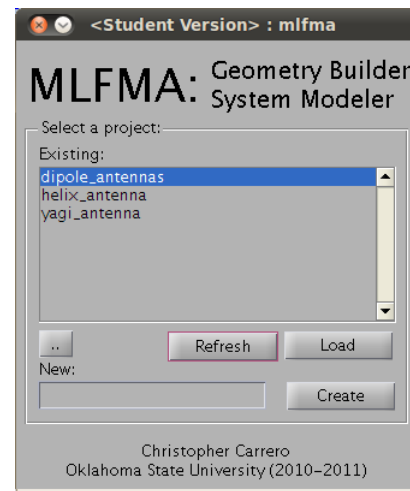 <Student Version> : mlfma
MLFMA: Geometry Builder
System Modeler
Select a project:
Existing:
dipole_antennas
helix_antenna
yagi_antenna
..
Refresh
Load
New:
Create
Christopher Carrero
Oklahoma State University (2010-2011)